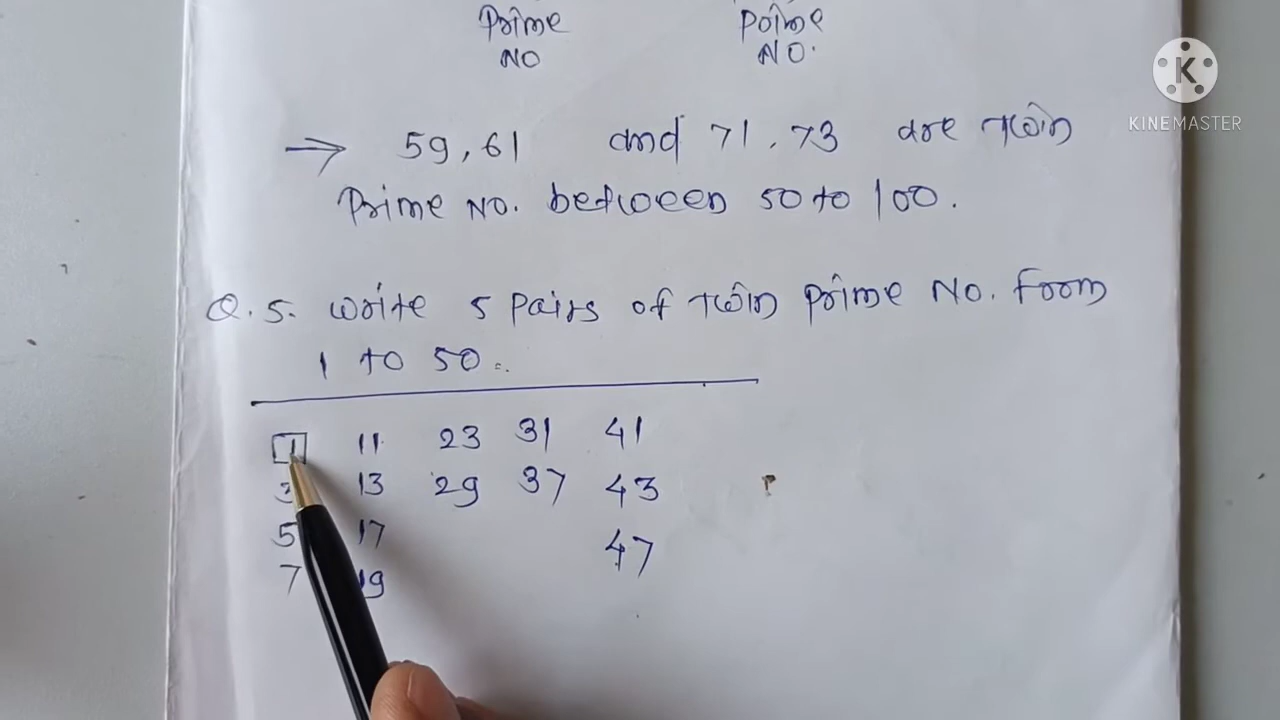 Prime Prime
NO NO.
KINEMASTER
→ 59, 61 and 71, 73 are Twin
Prime No. between 50 to 100.
Q. 5. Write 5 Pairs of Twin Prime No. From
1 to 50.
1 11 23 31 41
3 13 29 37 43
5 17 47
7 19